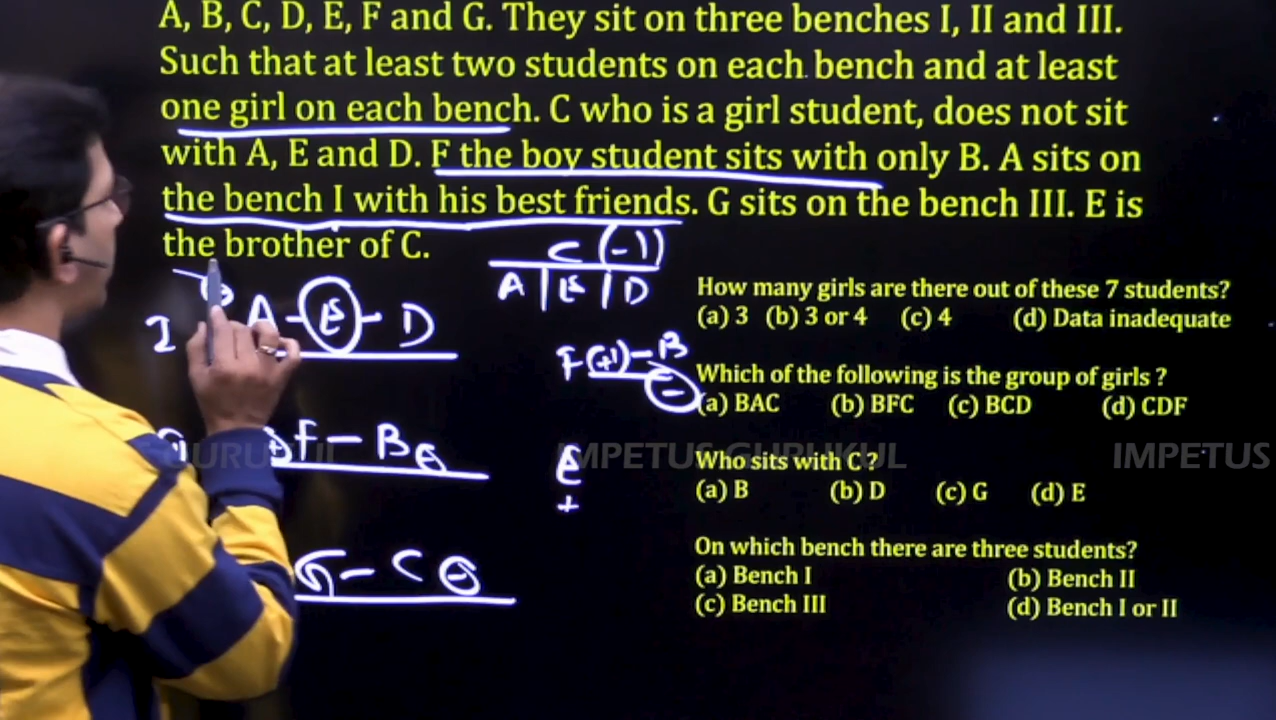 A, B, C, D, E, F and G. They sit on three benches I, II and III.
Such that at least two students on each bench and at least
one girl on each bench. C who is a girl student, does not sit
with A, E and D. F the boy student sits with only B. A sits on
the bench I with his best friends. G sits on the bench III. E is
the brother of C.
C (-1)
A | E | D
I A - E - D
F (+1) - B
-
F - B
E
+
G - C -
How many girls are there out of these 7 students?
(a) 3 (b) 3 or 4 (c) 4 (d) Data inadequate
Which of the following is the group of girls ?
(a) BAC (b) BFC (c) BCD (d) CDF
GURUKUL IMPETUS GURUKUL IMPETUS
Who sits with C ?
(a) B (b) D (c) G (d) E
On which bench there are three students?
(a) Bench I (b) Bench II
(c) Bench III (d) Bench I or II